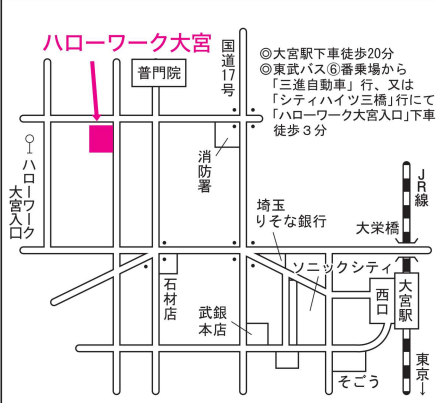 ハローワーク大宮
普門院
国道17号
◎大宮駅下車徒歩20分
◎東武バス⑥番乗場から
「三進自動車」行、又は
「シティハイツ三橋」行にて
「ハローワーク大宮入口」下車
徒歩３分
消防署
ハローワーク
大宮入口
JR線
埼玉
りそな銀行
大栄橋
ソニックシティ
石材店
西口
大宮駅
武銀
本店
そごう
東京→